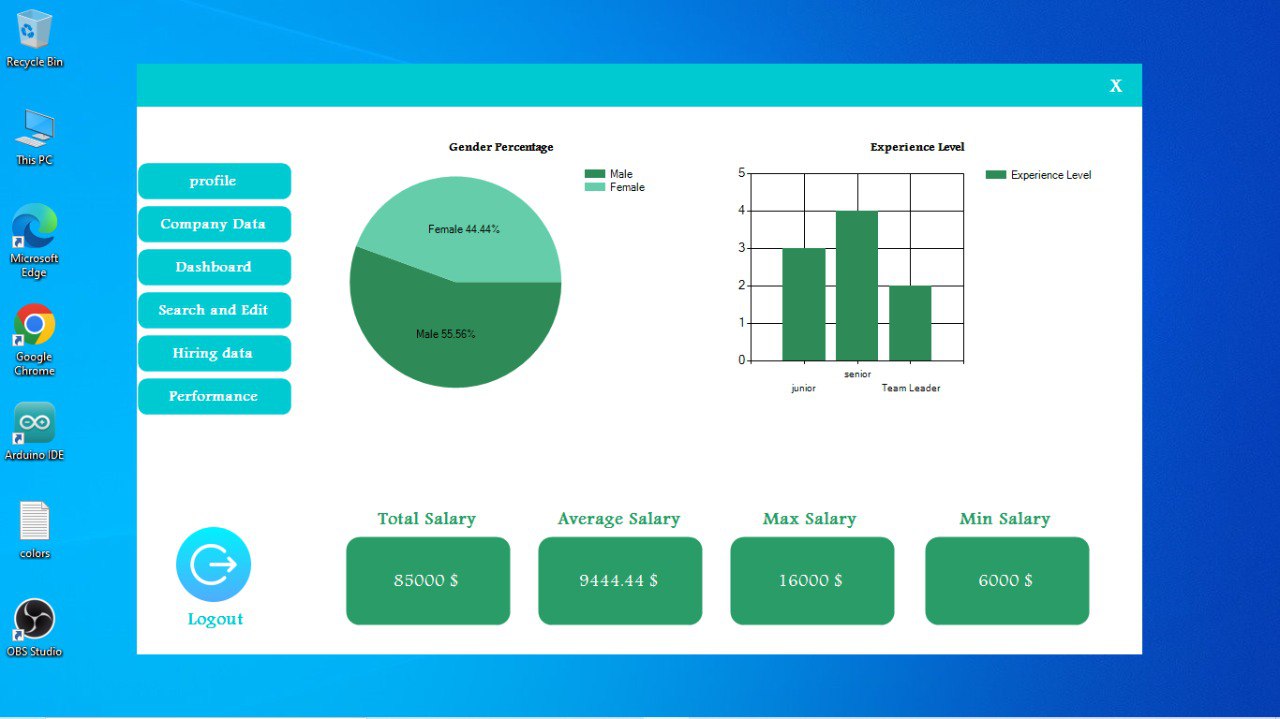 Recycle Bin
This PC
Microsoft
Edge
Google
Chrome
Arduino IDE
colors
OBS Studio
X
profile
Company Data
Dashboard
Search and Edit
Hiring data
Performance
Logout
Gender Percentage
Male
Female
Female 44.44%
Male 55.56%
Experience Level
Experience Level
5
4
3
2
1
0
junior
senior
Team Leader
Total Salary
85000 $
Average Salary
9444.44 $
Max Salary
16000 $
Min Salary
6000 $